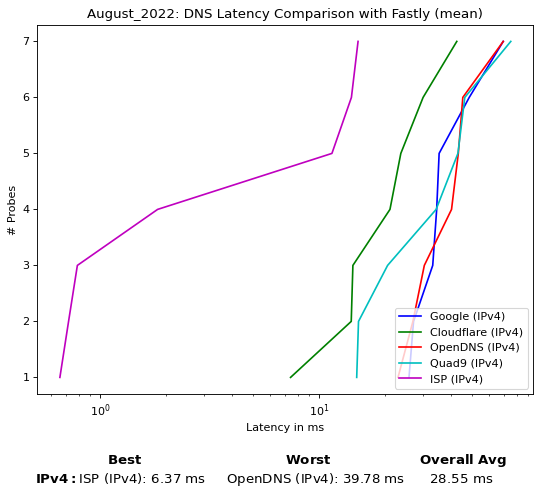 August_2022: DNS Latency Comparison with Fastly (mean)
7
6
5
4
3
2
1
# Probes
Google (IPv4)
Cloudflare (IPv4)
OpenDNS (IPv4)
Quad9 (IPv4)
ISP (IPv4)
10⁰ 10¹
Latency in ms
Best Worst Overall Avg
IPv4: ISP (IPv4): 6.37 ms OpenDNS (IPv4): 39.78 ms 28.55 ms